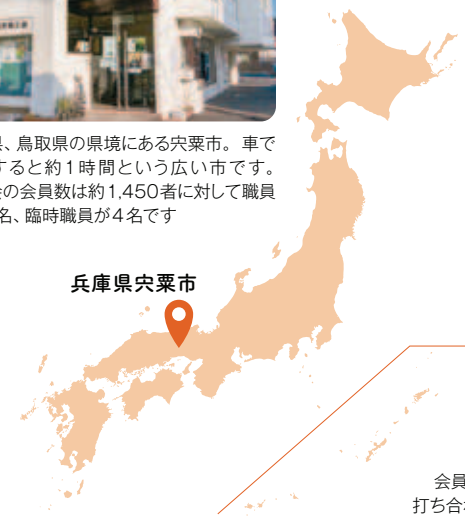 県、鳥取県の県境にある宍粟市。車で
すると約1時間という広い市です。
の会員数は約1,450者に対して職員
名、臨時職員が4名です
兵庫県宍粟市
会員
打ち合わ